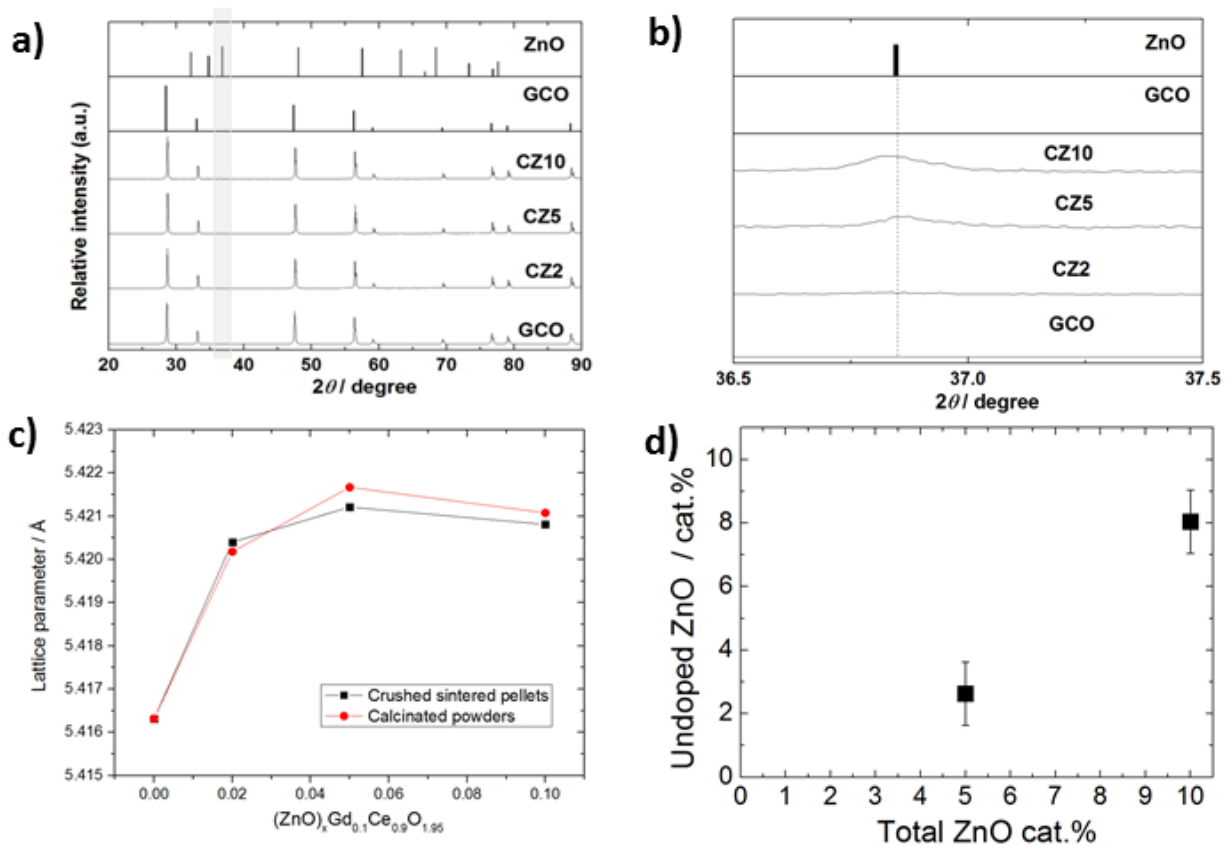 a)
ZnO
GCO
CZ10
CZ5
CZ2
GCO
Relative intensity (a.u.)
20 30 40 50 60 70 80 90
2θ / degree
b)
ZnO
GCO
CZ10
CZ5
CZ2
GCO
36.5 37.0 37.5
2θ / degree
c)
5.423
5.422
5.421
5.420
5.419
5.418
5.417
5.416
5.415
Lattice parameter / Å
Crushed sintered pellets
Calcinated powders
0.00 0.02 0.04 0.06 0.08 0.10
(ZnO)ₓGd₀.₁Ce₀.₉O₁.₉₅
d)
10
8
6
4
2
0
Undoped ZnO / cat.%
0 1 2 3 4 5 6 7 8 9 10
Total ZnO cat.%